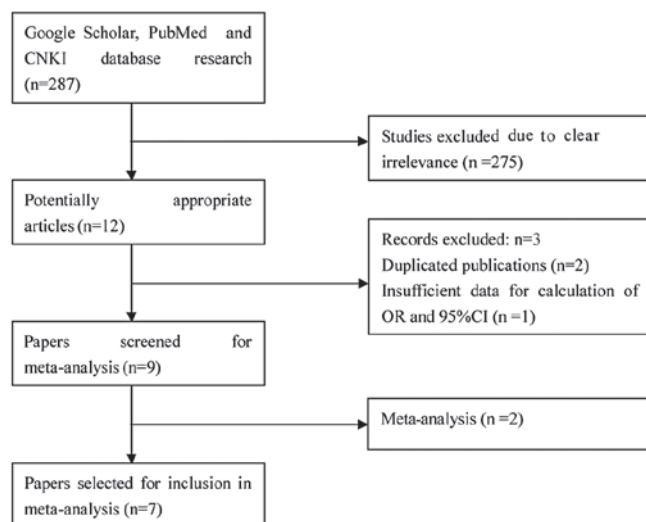 Google Scholar, PubMed and
CNKI database research
(n=287)
Studies excluded due to clear
irrelevance (n =275)
Potentially appropriate
articles (n=12)
Records excluded: n=3
Duplicated publications (n=2)
Insufficient data for calculation of
OR and 95%CI (n =1)
Papers screened for
meta-analysis (n=9)
Meta-analysis (n =2)
Papers selected for inclusion in
meta-analysis (n=7)